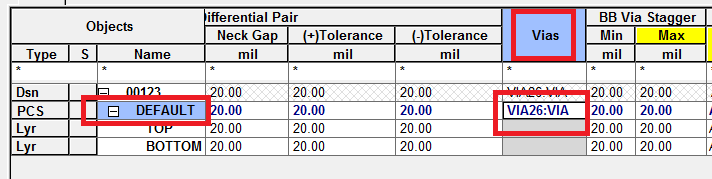 Objects Differential Pair Vias BB Via Stagger
Neck Gap (+)Tolerance (-)Tolerance Min Max
Type S Name mil mil mil mil mil
* * * * * * * * *
Dsn 00123 20.00 20.00 20.00 VIA26:VIA 20.00 20.00
PCS DEFAULT 20.00 20.00 20.00 VIA26:VIA 20.00 20.00
Lyr TOP 20.00 20.00 20.00 20.00 20.00
Lyr BOTTOM 20.00 20.00 20.00 20.00 20.00